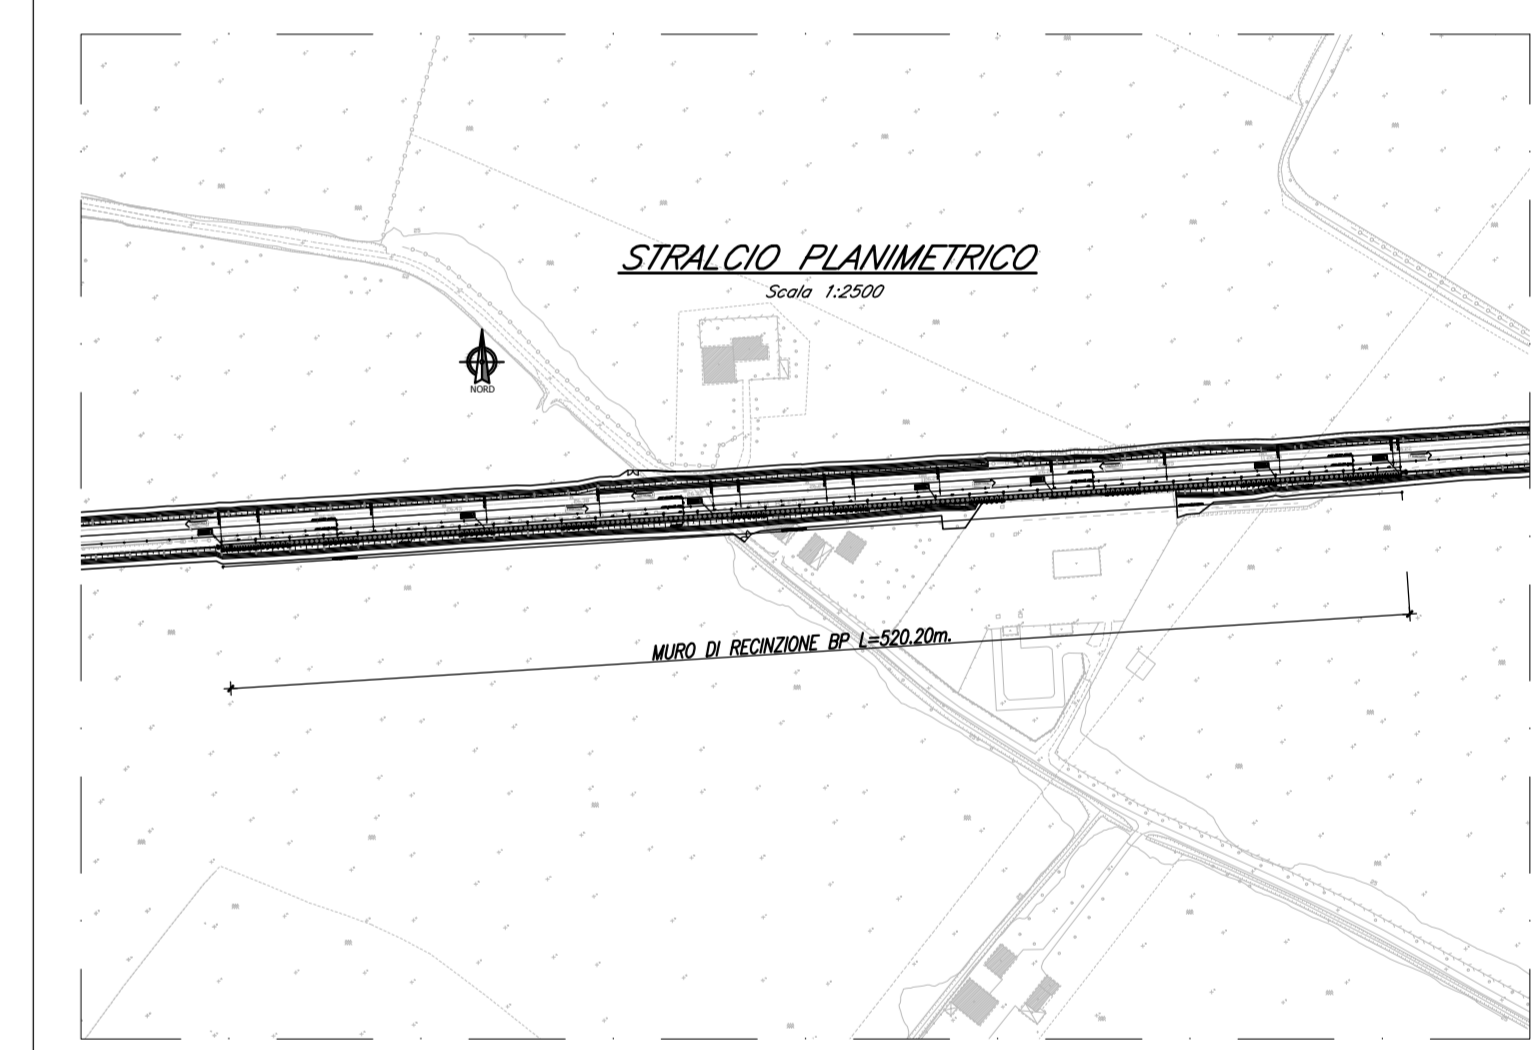 STRALCIO PLANIMETRICO
Scala 1:2500
NORD
MURO DI RECINZIONE BP L=520.20m.